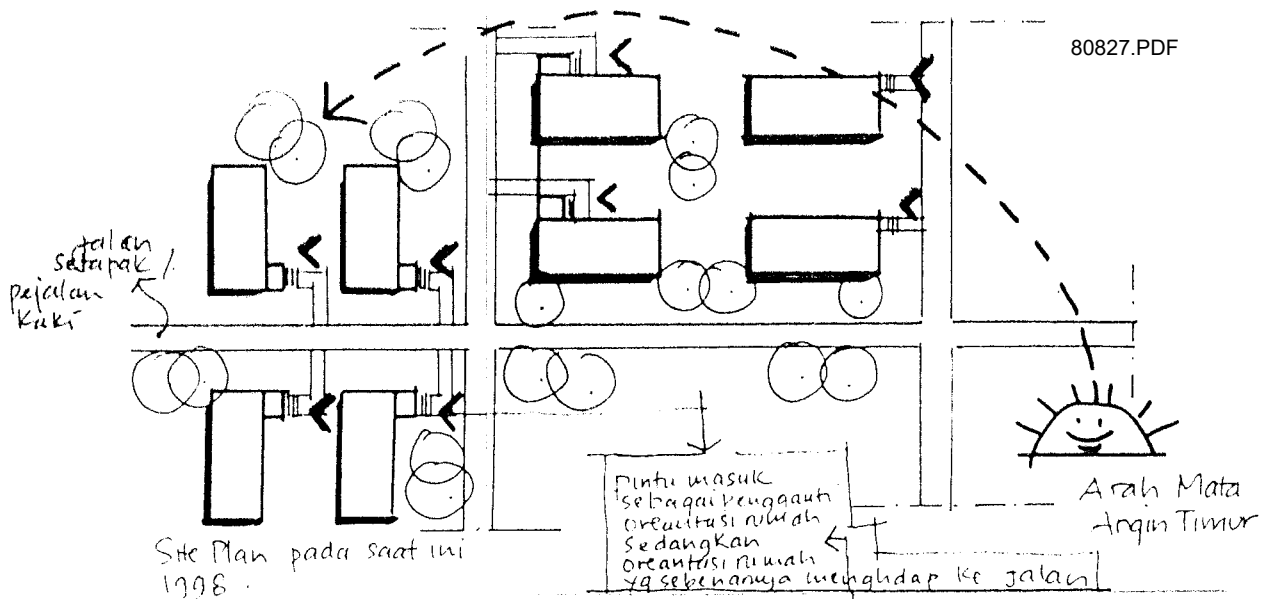 80827.PDF
Jalan
setapak /
pejalan
kaki
Pintu masuk
sebagai pengganti
oreantasi rumah
sedangkan
oreantasi rumah
yg sebenarnya menghdap ke jalan
Arah Mata
Angin Timur
Site Plan pada saat ini
1998.